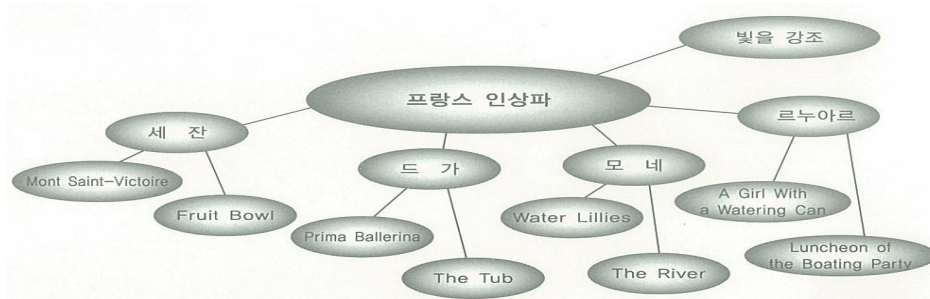 빛을 강조
프랑스 인상파
세 잔
드 가
모 네
르누아르
Mont Saint-Victoire
Fruit Bowl
Prima Ballerina
The Tub
Water Lillies
The River
A Girl With
a Watering Can
Luncheon of
the Boating Party